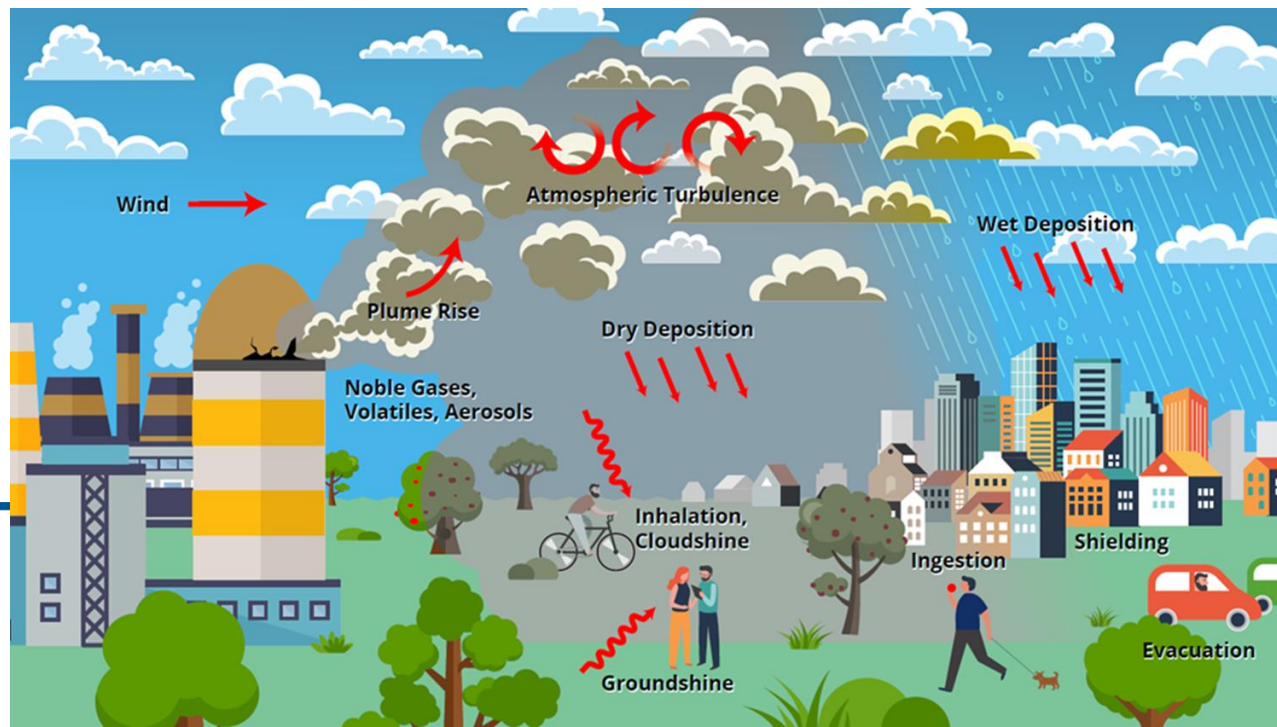 Atmospheric Turbulence
Wind
Wet Deposition
Plume Rise
Dry Deposition
Noble Gases,
Volatiles, Aerosols
Inhalation,
Cloudshine
Shielding
Ingestion
Evacuation
Groundshine